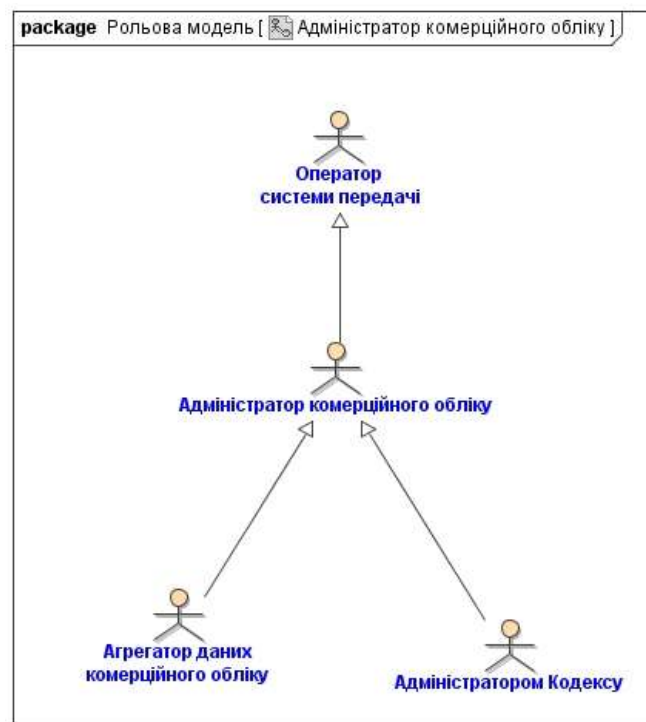 package Рольова модель [ Адміністратор комерційного обліку ]
Оператор
системи передачі
Адміністратор комерційного обліку
Агрегатор даних
комерційного обліку
Адміністратором Кодексу